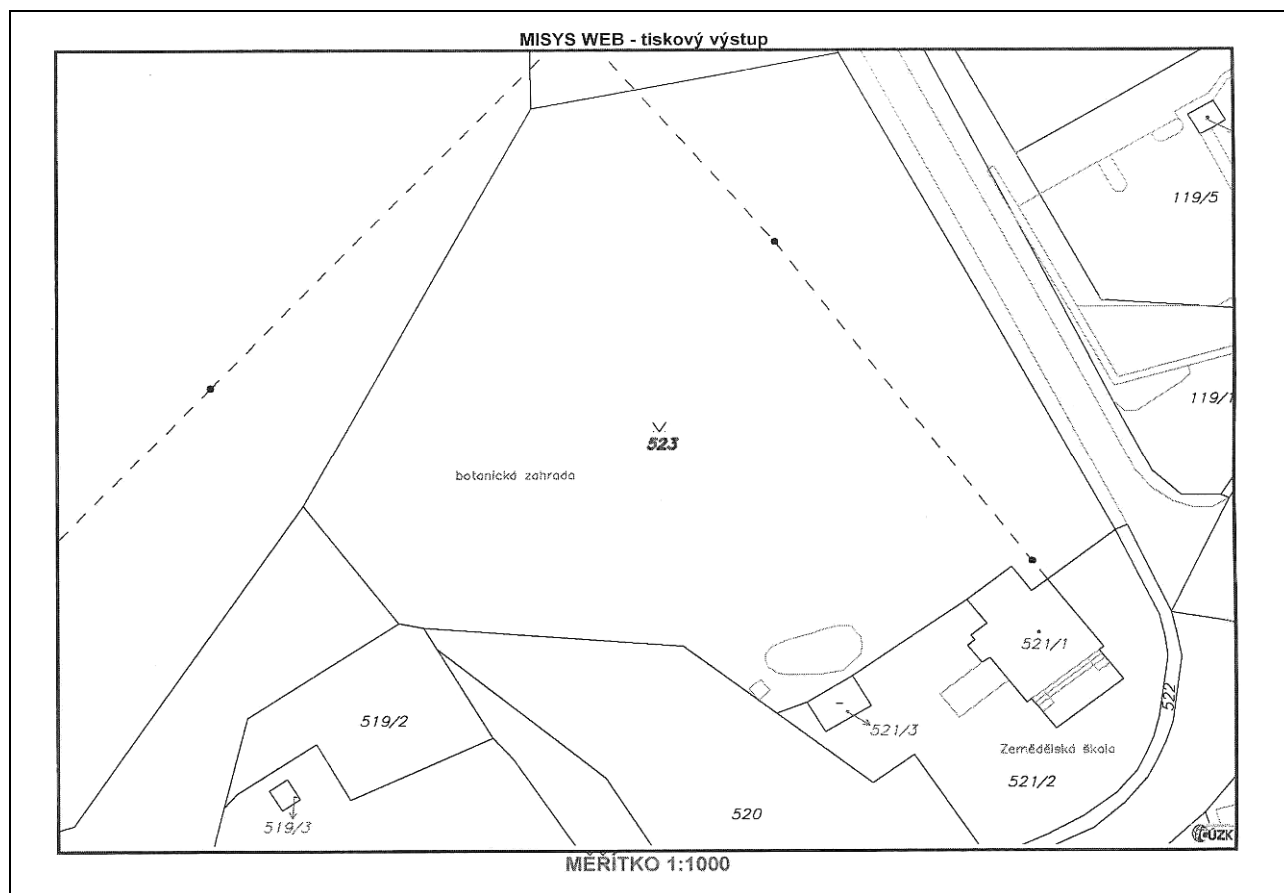 MISYS WEB - tiskový výstup
119/5
119/1
523
botanická zahrada
521/1
522
519/2
521/3
Zemědělská škola
521/2
520
519/3
ČÚZK
MĚŘÍTKO 1:1000